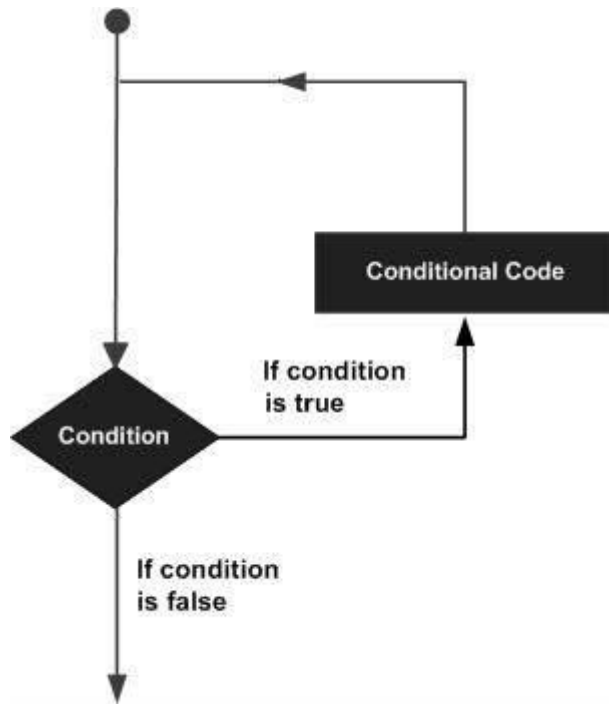 Conditional Code
If condition
is true
Condition
If condition
is false